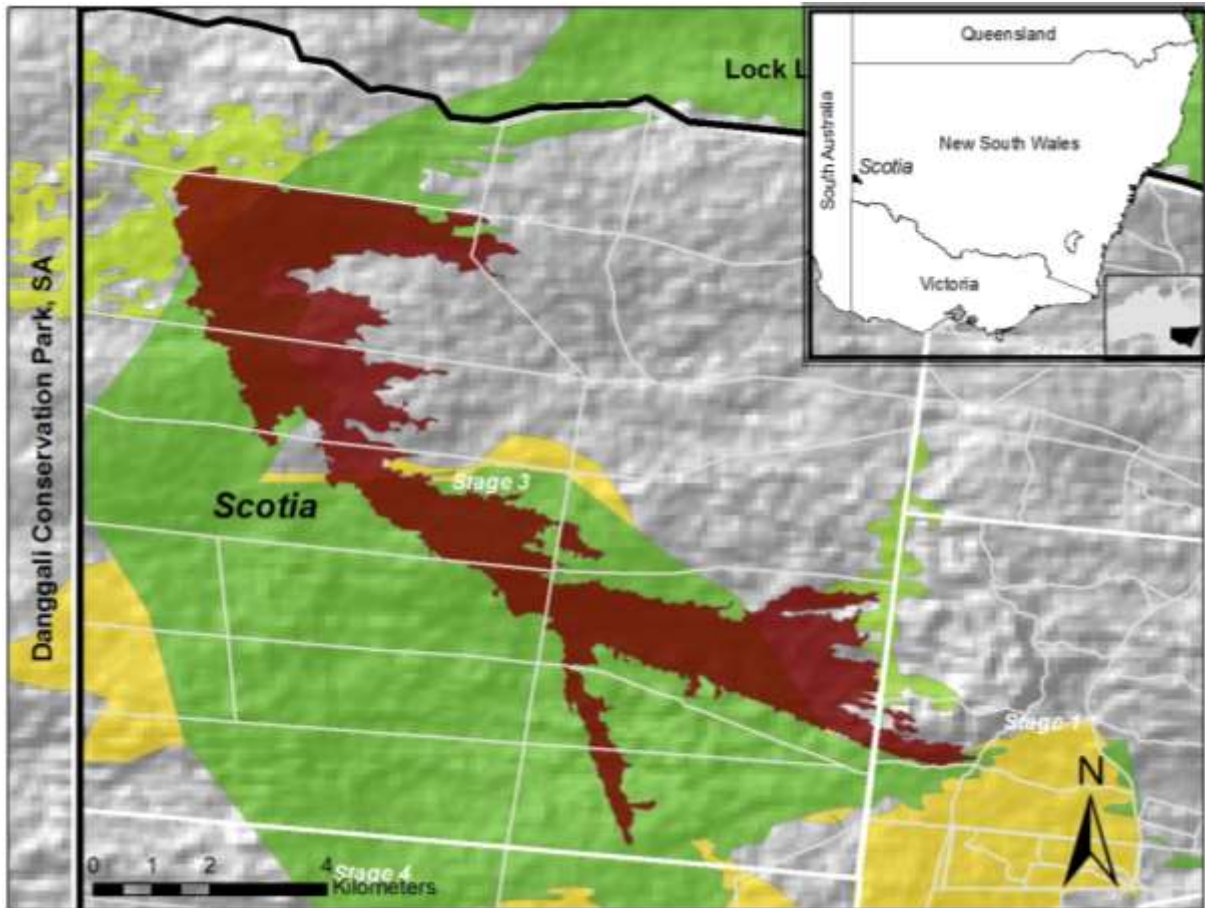 Lock L
Queensland
South Australia
New South Wales
Scotia
Victoria
Danggali Conservation Park, SA
Stage 3
Scotia
Stage 1
N
0 1 2 4
Kilometers
Stage 4